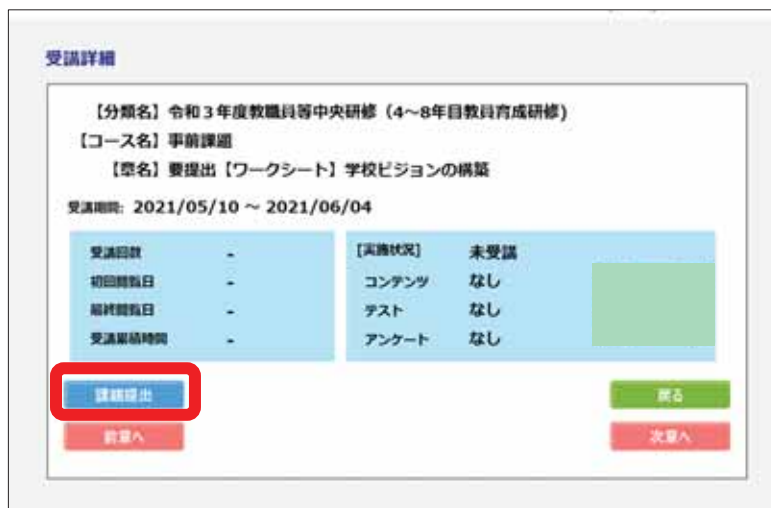 受講詳細
【分類名】令和3年度教職員等中央研修（4～8年目教員育成研修)
【コース名】事前課題
【章名】要提出【ワークシート】学校ビジョンの構築
受講期間: 2021/05/10 ～ 2021/06/04
受講回数 - [実施状況] 未受講
初回閲覧日 - コンテンツ なし
最終閲覧日 - テスト なし
受講累積時間 - アンケート なし
課題提出 戻る
前章へ 次章へ